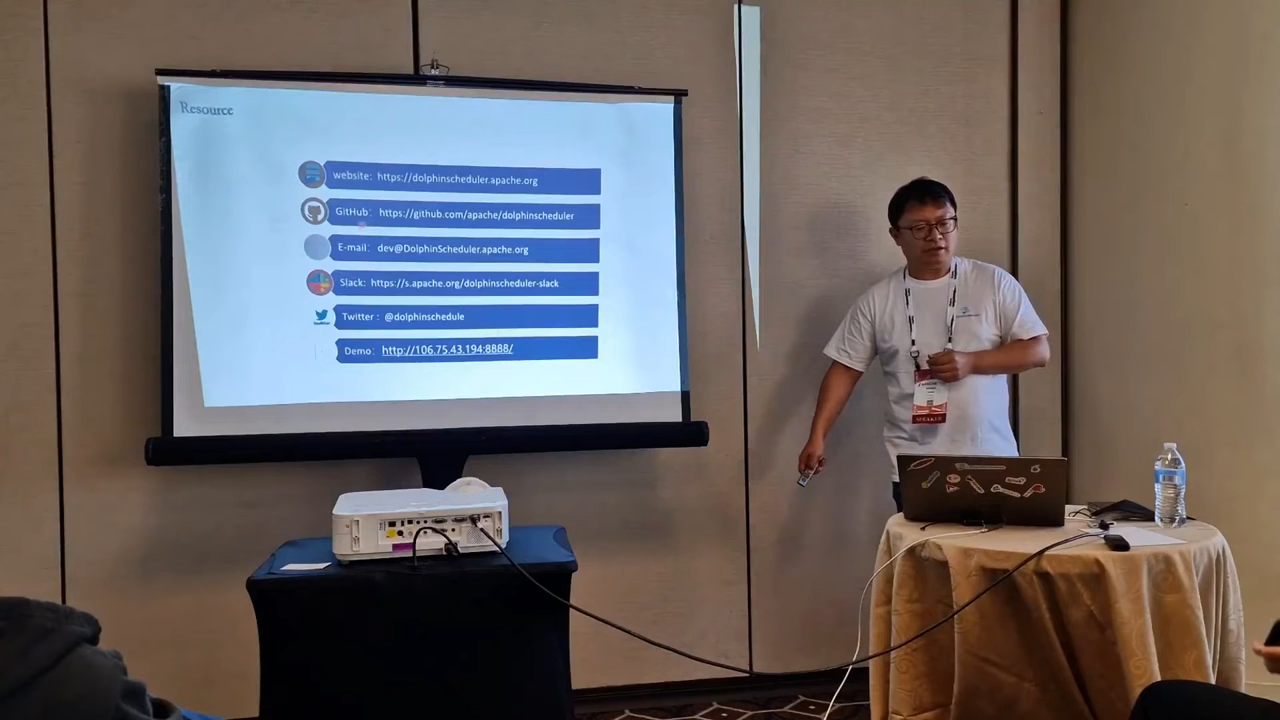 Resource
website: https://dolphinscheduler.apache.org
GitHub: https://github.com/apache/dolphinscheduler
E-mail: dev@DolphinScheduler.apache.org
Slack: https://s.apache.org/dolphinscheduler-slack
Twitter : @dolphinschedule
Demo: http://106.75.43.194:8888/
SPEAKER